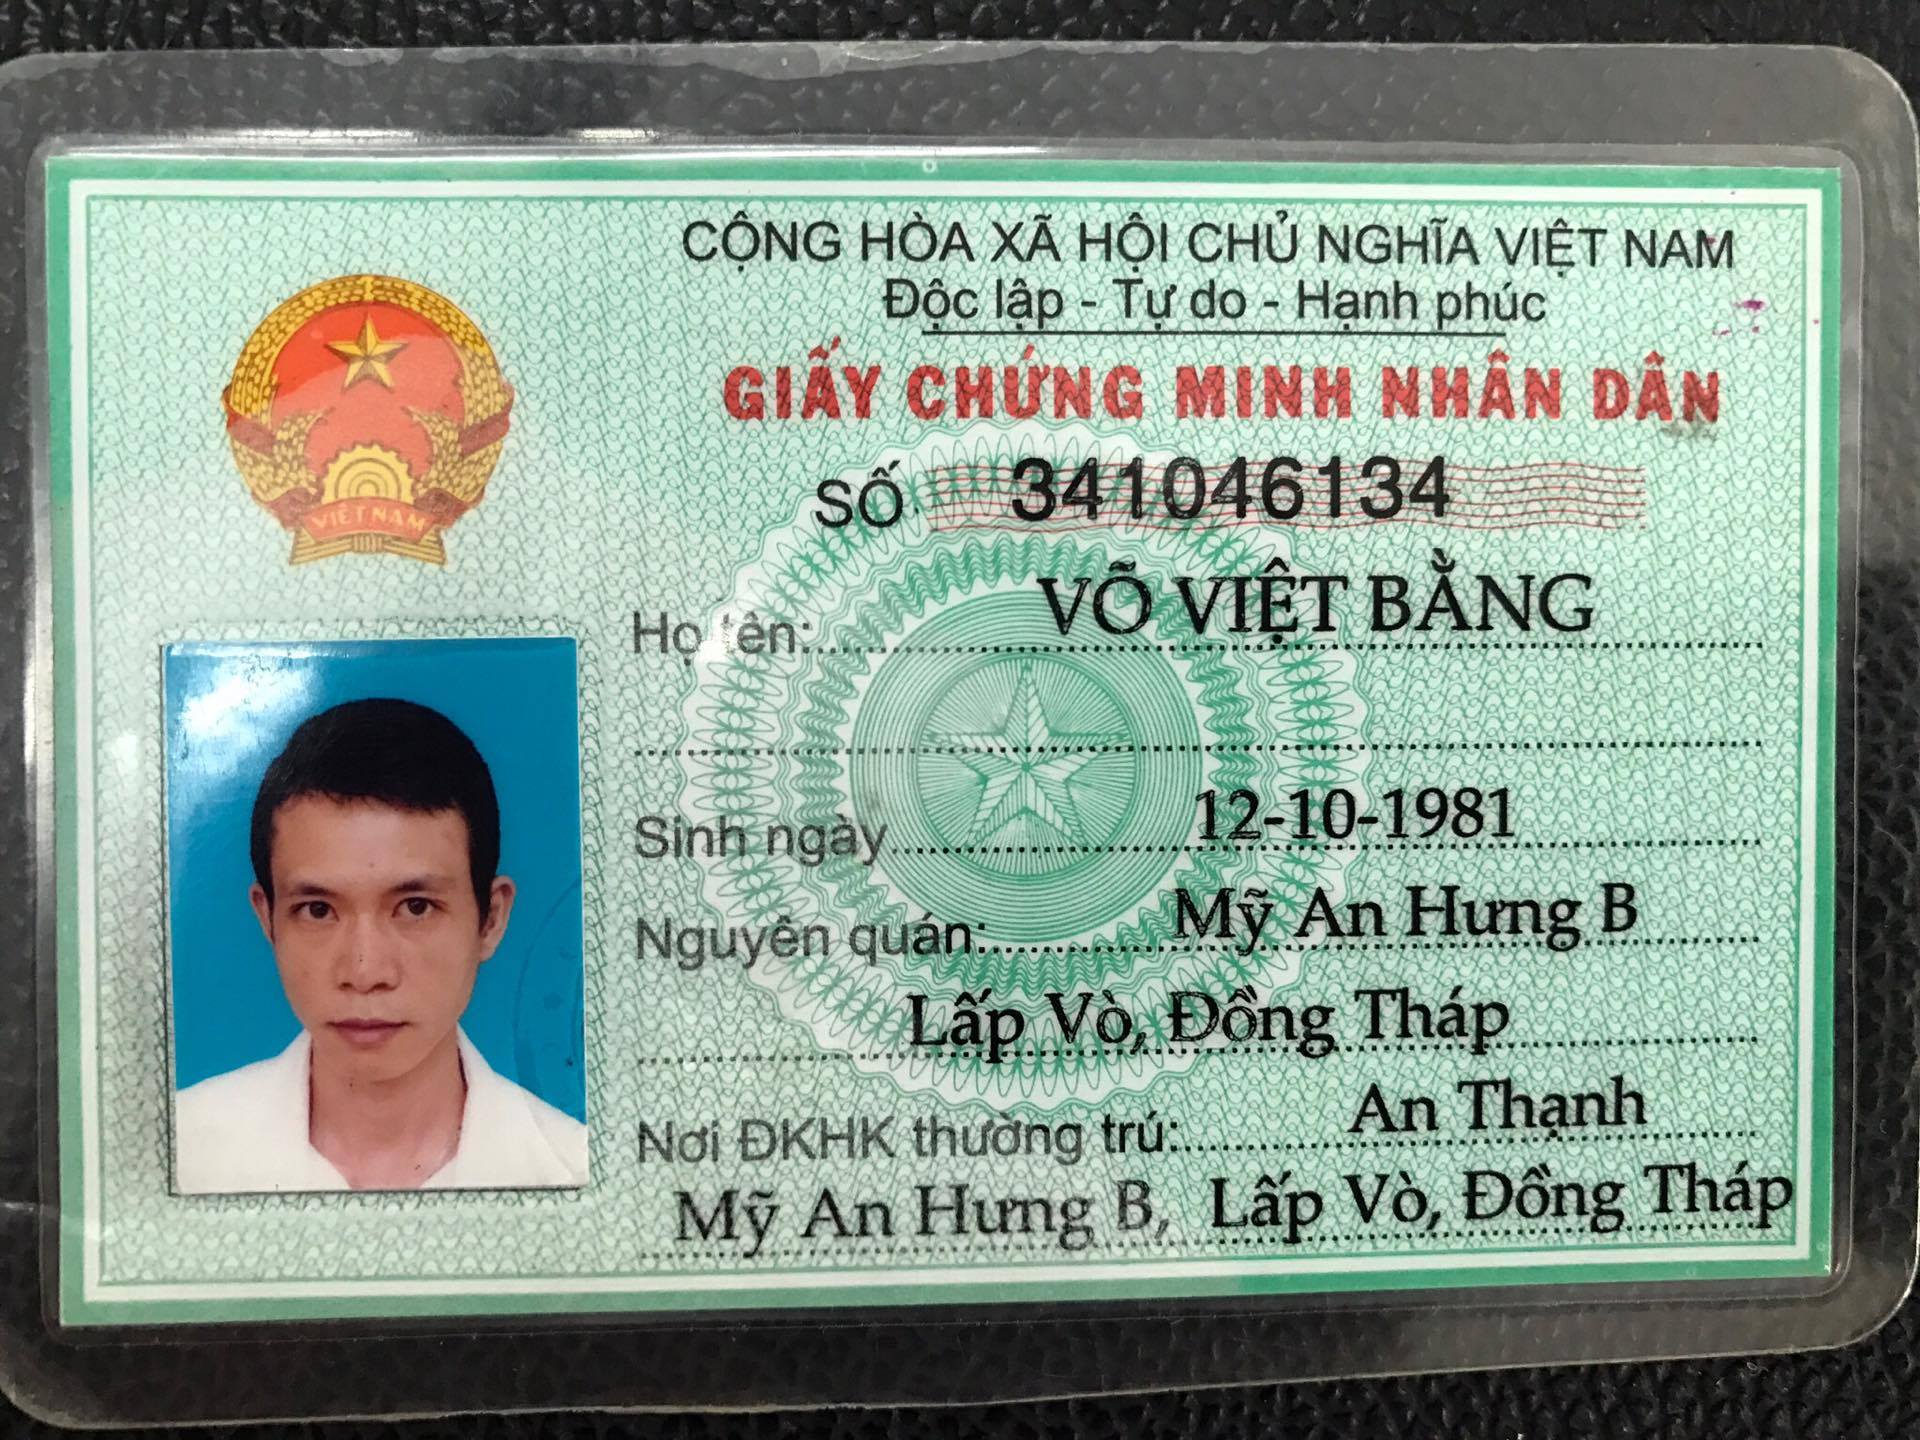 CỘNG HÒA XÃ HỘI CHỦ NGHĨA VIỆT NAM
Độc lập - Tự do - Hạnh phúc
GIẤY CHỨNG MINH NHÂN DÂN
SỐ 341046134
VIỆT NAM
Họ tên: VÕ VIỆT BẰNG
Sinh ngày 12-10-1981
Nguyên quán: Mỹ An Hưng B
Lấp Vò, Đồng Tháp
Nơi ĐKHK thường trú: An Thạnh
Mỹ An Hưng B, Lấp Vò, Đồng Tháp